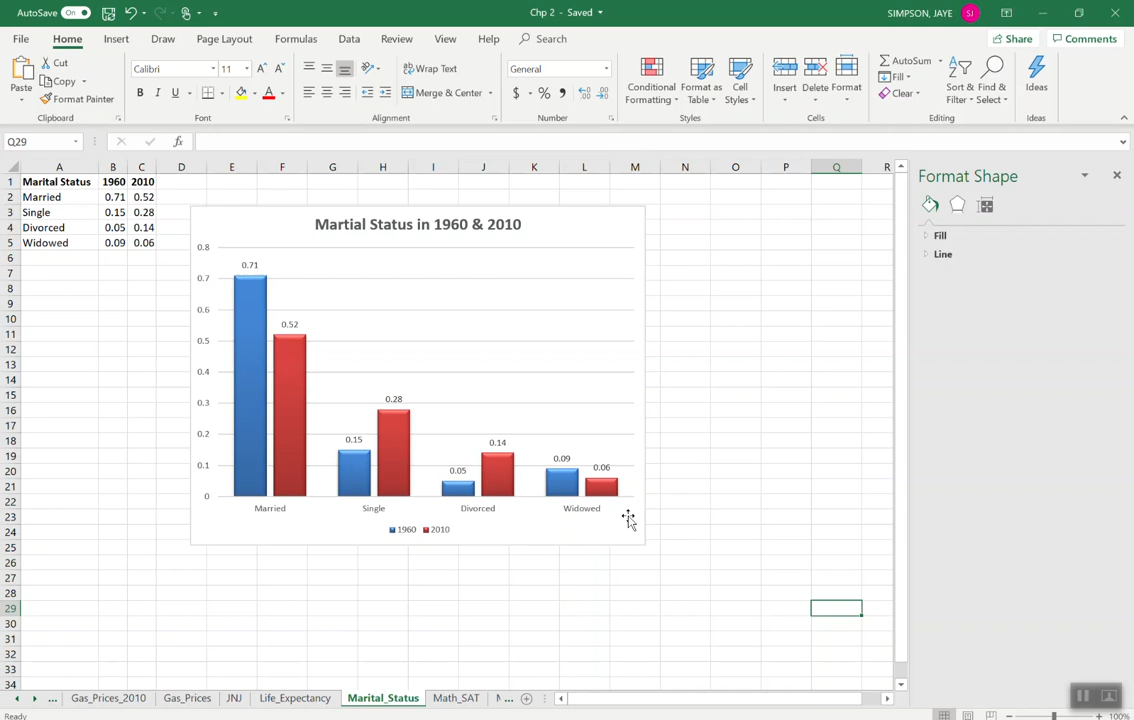 AutoSave On Chp 2 - Saved SIMPSON, JAYE SJ
File Home Insert Draw Page Layout Formulas Data Review View Help Search Share Comments
Cut Calibri 11 A A Wrap Text General AutoSum
Paste Copy Conditional Format as Cell Insert Delete Format Fill Sort & Find & Ideas
Format Painter B I U A Merge & Center $ % Formatting Table Styles Clear Filter Select
Clipboard Font Alignment Number Styles Cells Editing Ideas
Q29 fx
A B C D E F G H I J K L M N O P Q R
1 Marital Status 1960 2010
2 Married 0.71 0.52
3 Single 0.15 0.28
4 Divorced 0.05 0.14
5 Widowed 0.09 0.06
6
7
8
9
10
11
12
13
14
15
16
17
18
19
20
21
22
23
24
25
26
27
28
29
30
31
32
33
34
Martial Status in 1960 & 2010
0.8
0.7
0.6
0.5
0.4
0.3
0.2
0.1
0
0.71
0.52
0.15
0.28
0.05
0.14
0.09
0.06
Married Single Divorced Widowed
1960 2010
Format Shape
Fill
Line
... Gas_Prices_2010 Gas_Prices JNJ Life_Expectancy Marital_Status Math_SAT ...
Ready 100%